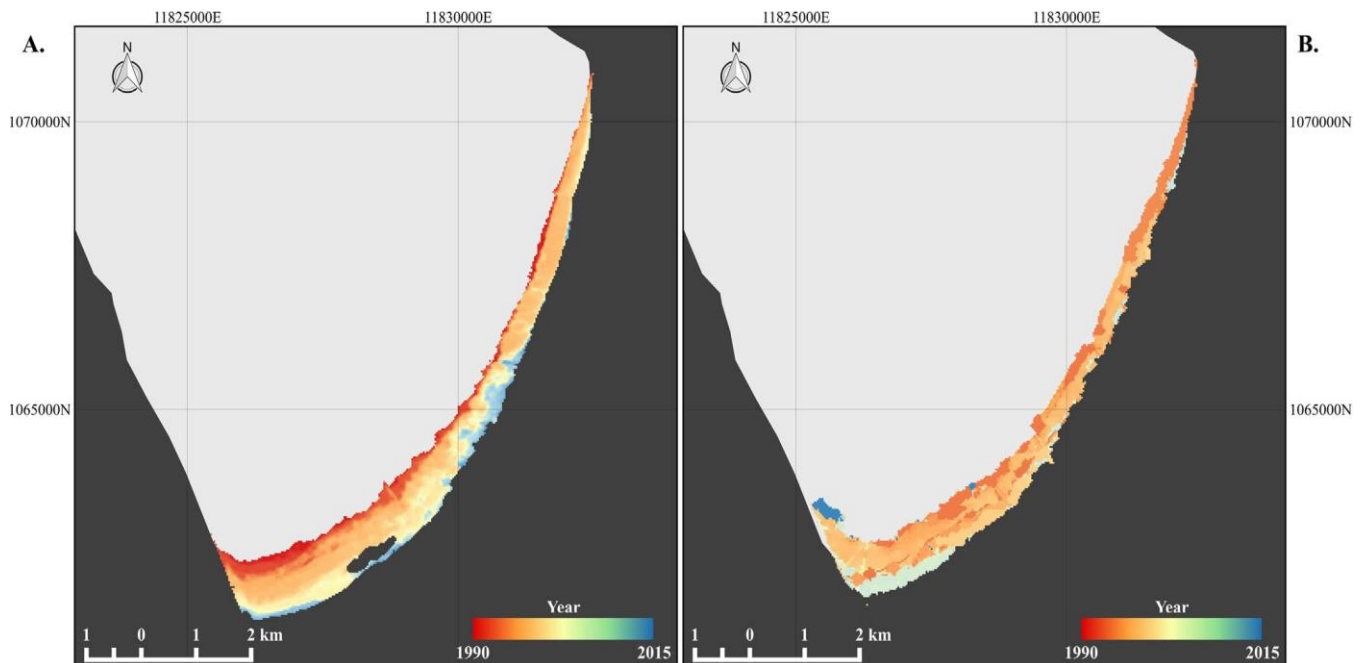 11825000E 11830000E 11825000E 11830000E
A. B.
N N
1070000N 1070000N
1065000N 1065000N
Year Year
1 0 1 2 km 1990 2015 1 0 1 2 km 1990 2015